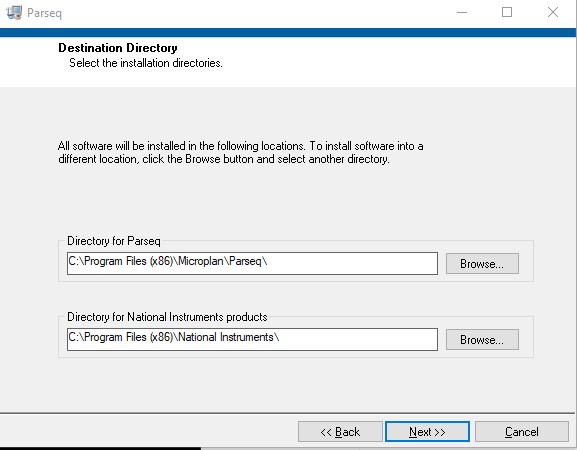 Parseq
Destination Directory
Select the installation directories.
All software will be installed in the following locations. To install software into a
different location, click the Browse button and select another directory.
Directory for Parseq
C:\Program Files (x86)\Microplan\Parseq\
Browse...
Directory for National Instruments products
C:\Program Files (x86)\National Instruments\
Browse...
<< Back
Next >>
Cancel